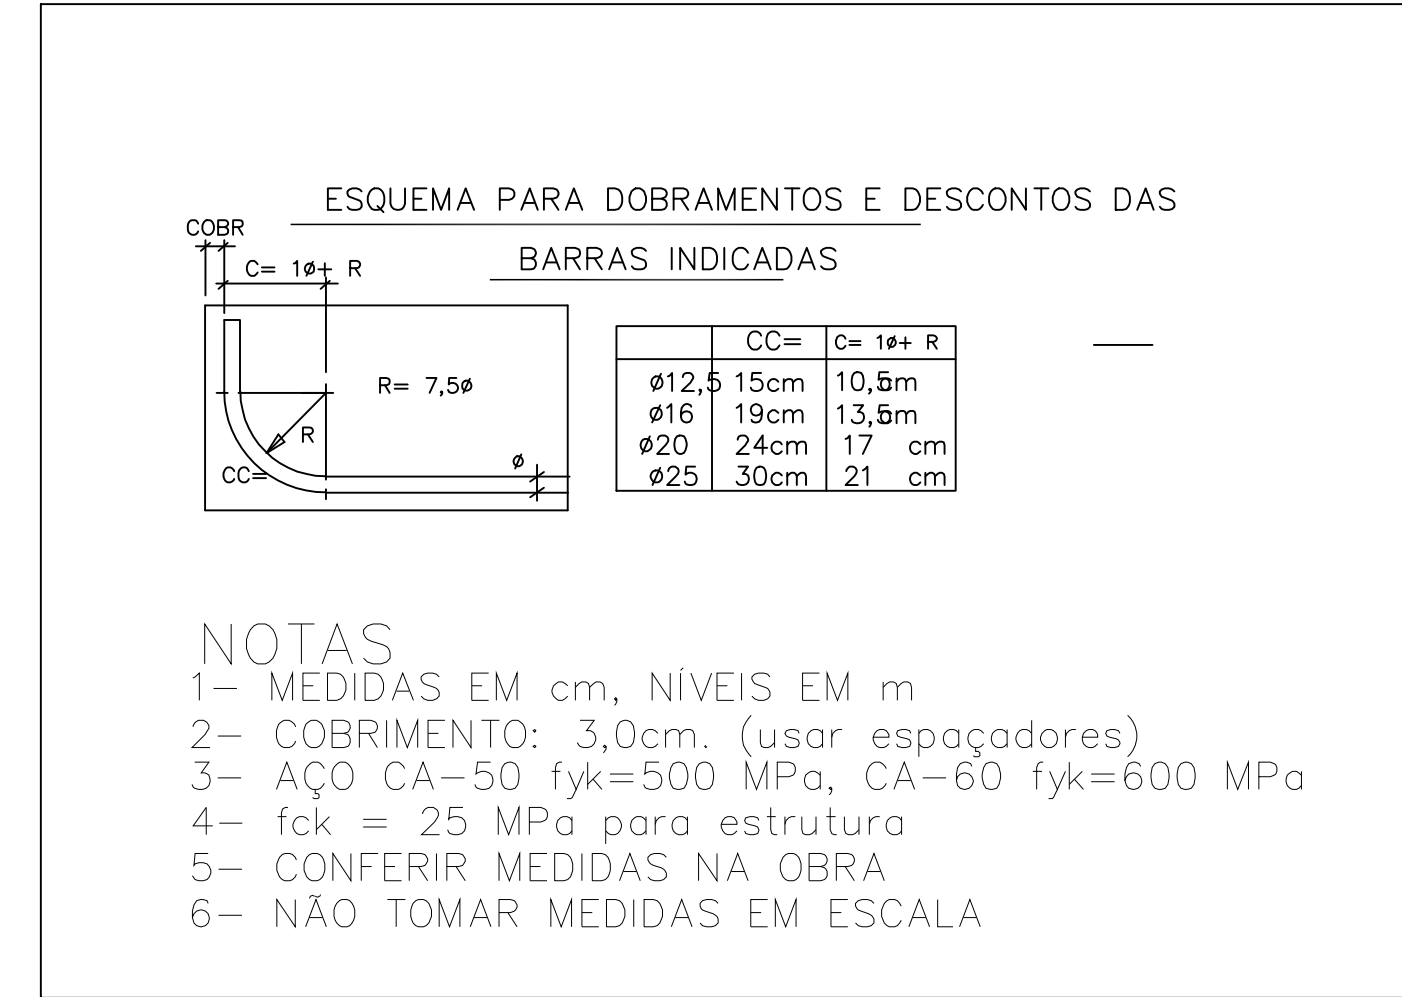 ESQUEMA PARA DOBRAMENTOS E DESCONTOS DAS
BARRAS INDICADAS
COBR
C= 1ø+ R
R= 7,5ø
R
CC=
ø
CC= C= 1ø+ R
ø12,5 15cm 10,5cm
ø16 19cm 13,5cm
ø20 24cm 17 cm
ø25 30cm 21 cm
NOTAS
1- MEDIDAS EM cm, NÍVEIS EM m
2- COBRIMENTO: 3,0cm. (usar espaçadores)
3- AÇO CA-50 fyk=500 MPa, CA-60 fyk=600 MPa
4- fck = 25 MPa para estrutura
5- CONFERIR MEDIDAS NA OBRA
6- NÃO TOMAR MEDIDAS EM ESCALA